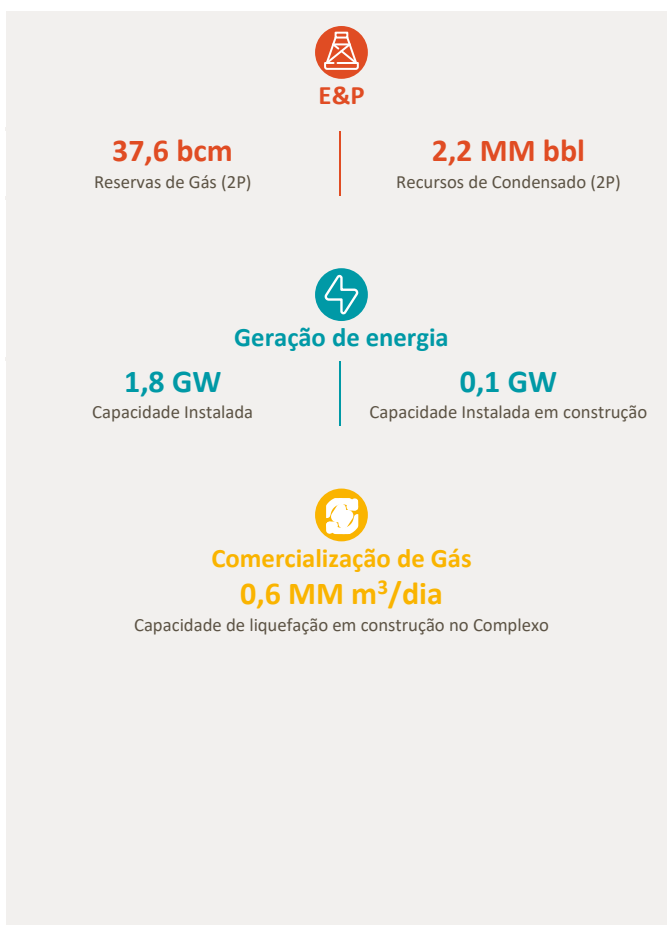 E&P
37,6 bcm
Reservas de Gás (2P)
2,2 MM bbl
Recursos de Condensado (2P)
Geração de energia
1,8 GW
Capacidade Instalada
0,1 GW
Capacidade Instalada em construção
Comercialização de Gás
0,6 MM m³/dia
Capacidade de liquefação em construção no Complexo